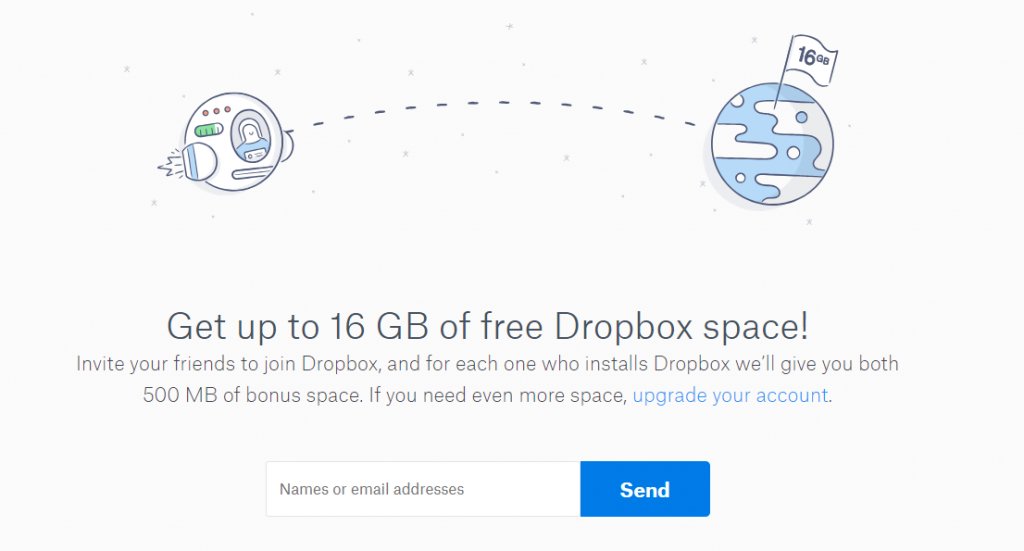 16GB
Get up to 16 GB of free Dropbox space!
Invite your friends to join Dropbox, and for each one who installs Dropbox we’ll give you both
500 MB of bonus space. If you need even more space, upgrade your account.
Names or email addresses
Send